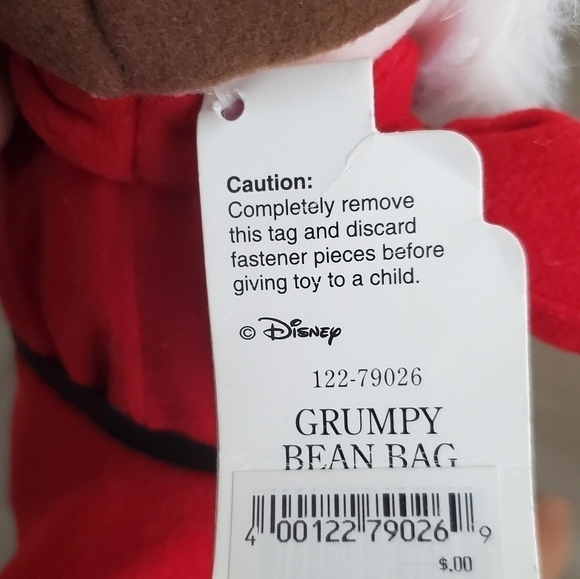 Caution:
Completely remove
this tag and discard
fastener pieces before
giving toy to a child.
© Disney
122-79026
GRUMPY
BEAN BAG
4 00122 79026 9
$.00